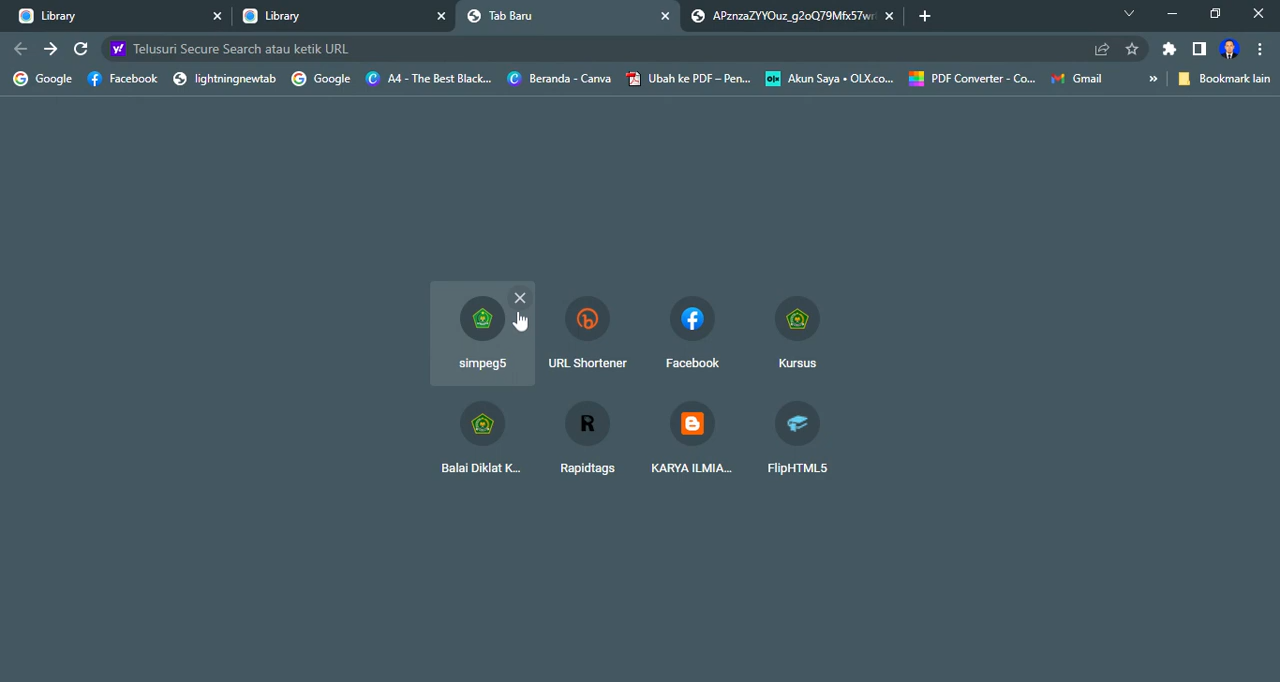 Library
Library
Tab Baru
APznzaZYYOuz_g2oQ79Mfx57wr
Telusuri Secure Search atau ketik URL
Google
Facebook
lightningnewtab
Google
A4 - The Best Black...
Beranda - Canva
Ubah ke PDF – Pen...
Akun Saya • OLX.co...
PDF Converter - Co...
Gmail
»
Bookmark lain
simpeg5
URL Shortener
Facebook
Kursus
Balai Diklat K...
R
Rapidtags
KARYA ILMIA...
FlipHTML5